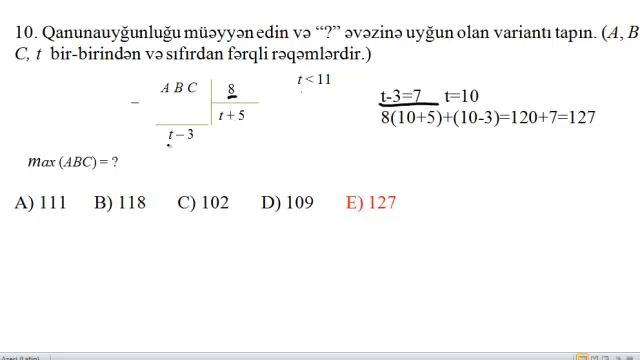 10. Qanunauyğunluğu müəyyən edin və “?” əvəzinə uyğun olan variantı tapın. (A, B
C, t bir-birindən və sıfırdan fərqli rəqəmlərdir.)
A B C 8
t < 11
–
t + 5
t – 3
t-3=7 t=10
8(10+5)+(10-3)=120+7=127
max (ABC) = ?
A) 111 B) 118 C) 102 D) 109 E) 127